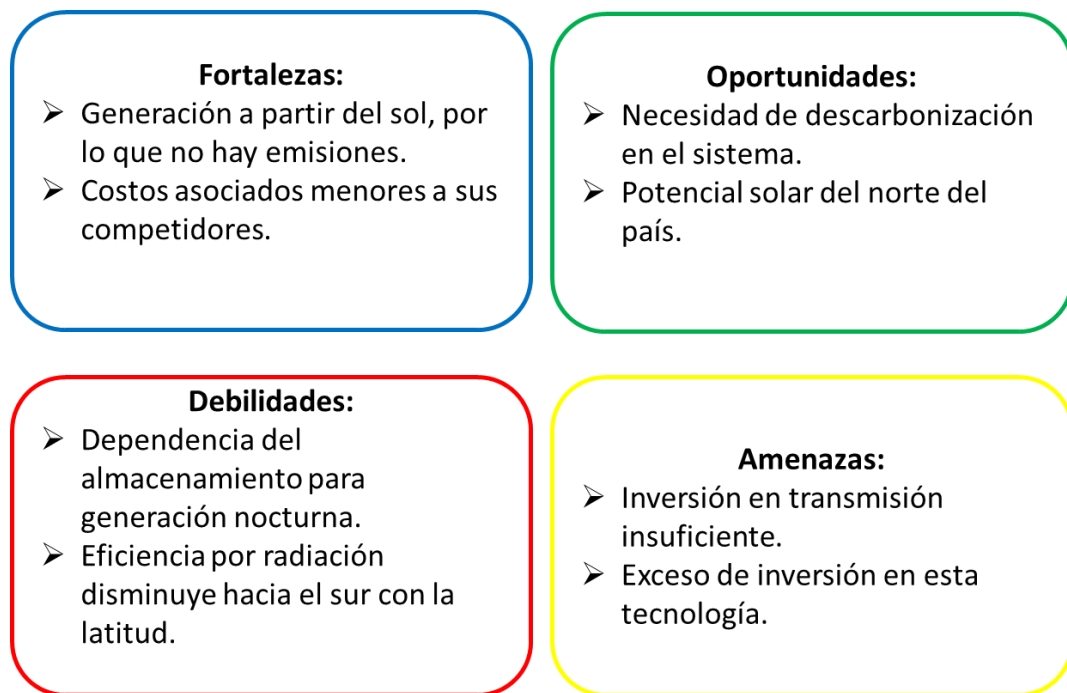 Fortalezas:
➢ Generación a partir del sol, por
lo que no hay emisiones.
➢ Costos asociados menores a sus
competidores.
Oportunidades:
➢ Necesidad de descarbonización
en el sistema.
➢ Potencial solar del norte del
país.
Debilidades:
➢ Dependencia del
almacenamiento para
generación nocturna.
➢ Eficiencia por radiación
disminuye hacia el sur con la
latitud.
Amenazas:
➢ Inversión en transmisión
insuficiente.
➢ Exceso de inversión en esta
tecnología.